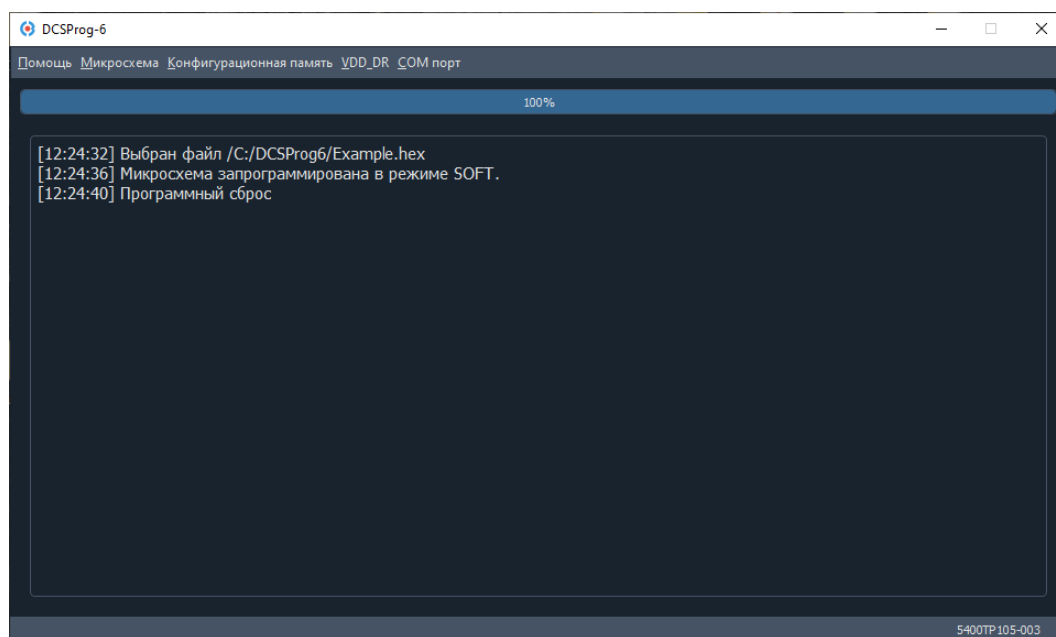 DCSProg-6
Помощь Микросхема Конфигурационная память VDD_DR COM порт
100%
[12:24:32] Выбран файл /C:/DCSProg6/Example.hex
[12:24:36] Микросхема запрограммирована в режиме SOFT.
[12:24:40] Программный сброс
5400TP105-003